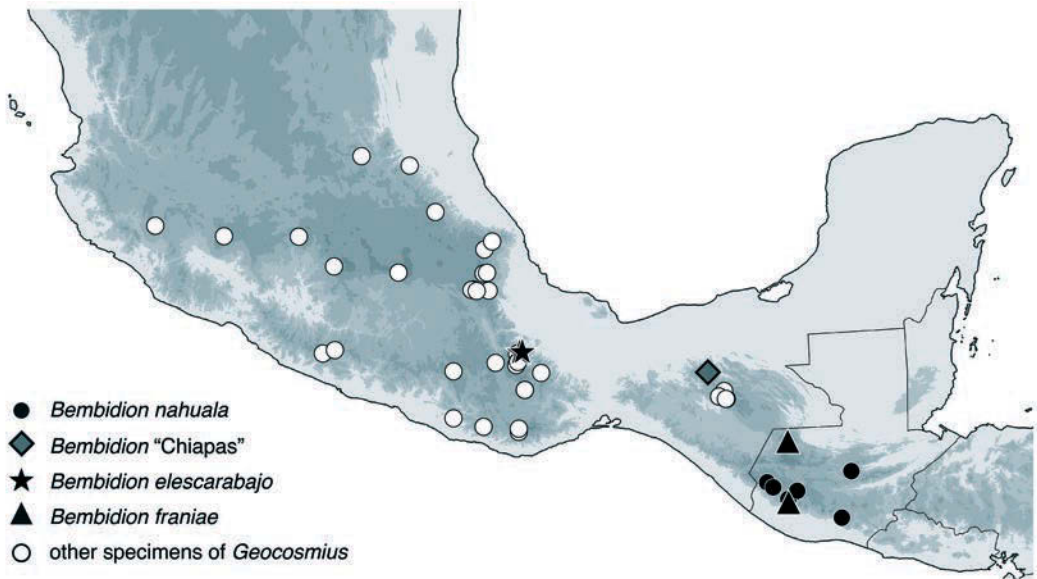 Bembidion nahuala
Bembidion “Chiapas”
Bembidion elescarabajo
Bembidion franiae
other specimens of Geocosmius